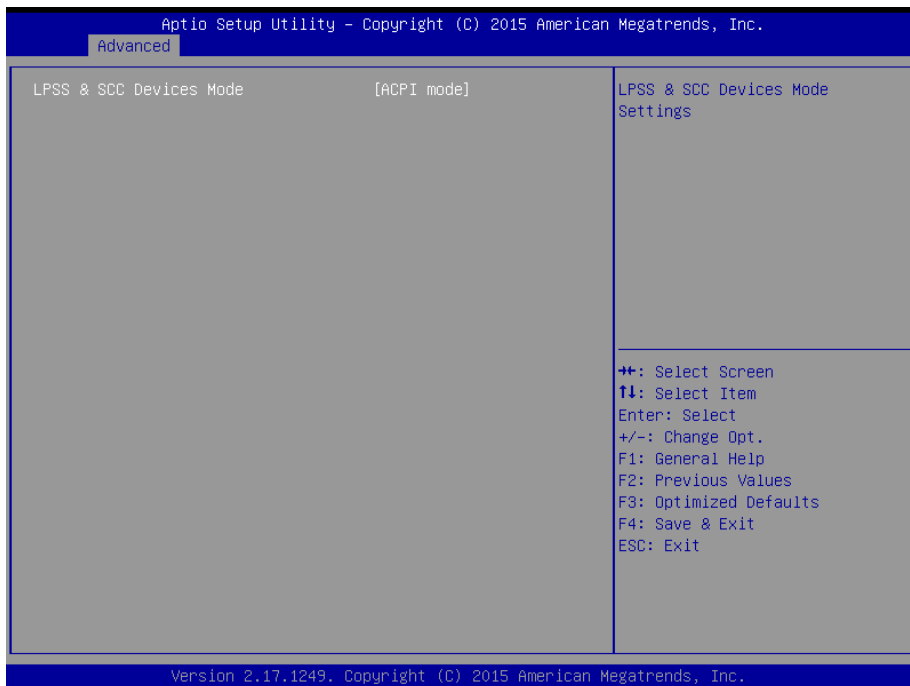 Aptio Setup Utility – Copyright (C) 2015 American Megatrends, Inc.
Advanced
LPSS & SCC Devices Mode [ACPI mode]
LPSS & SCC Devices Mode
Settings
→←: Select Screen
↑↓: Select Item
Enter: Select
+/-: Change Opt.
F1: General Help
F2: Previous Values
F3: Optimized Defaults
F4: Save & Exit
ESC: Exit
Version 2.17.1249. Copyright (C) 2015 American Megatrends, Inc.